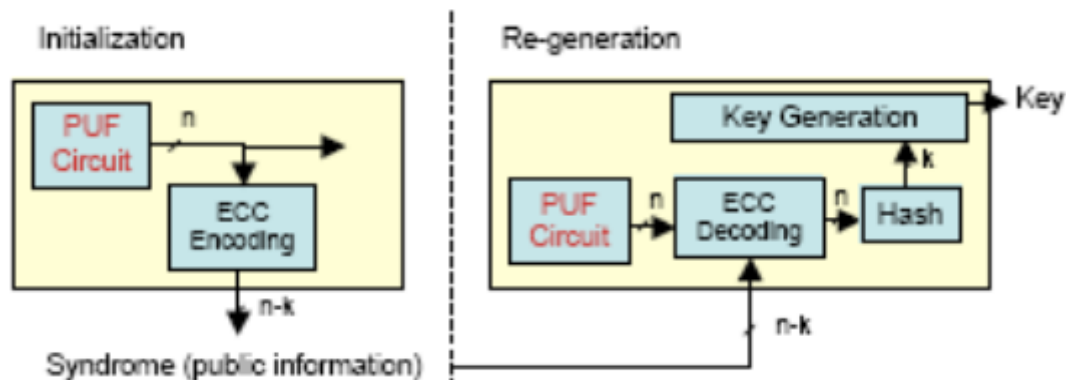 Initialization
PUF
Circuit
n
ECC
Encoding
n-k
Syndrome (public information)
Re-generation
Key Generation
Key
k
PUF
Circuit
n
ECC
Decoding
n
Hash
n-k